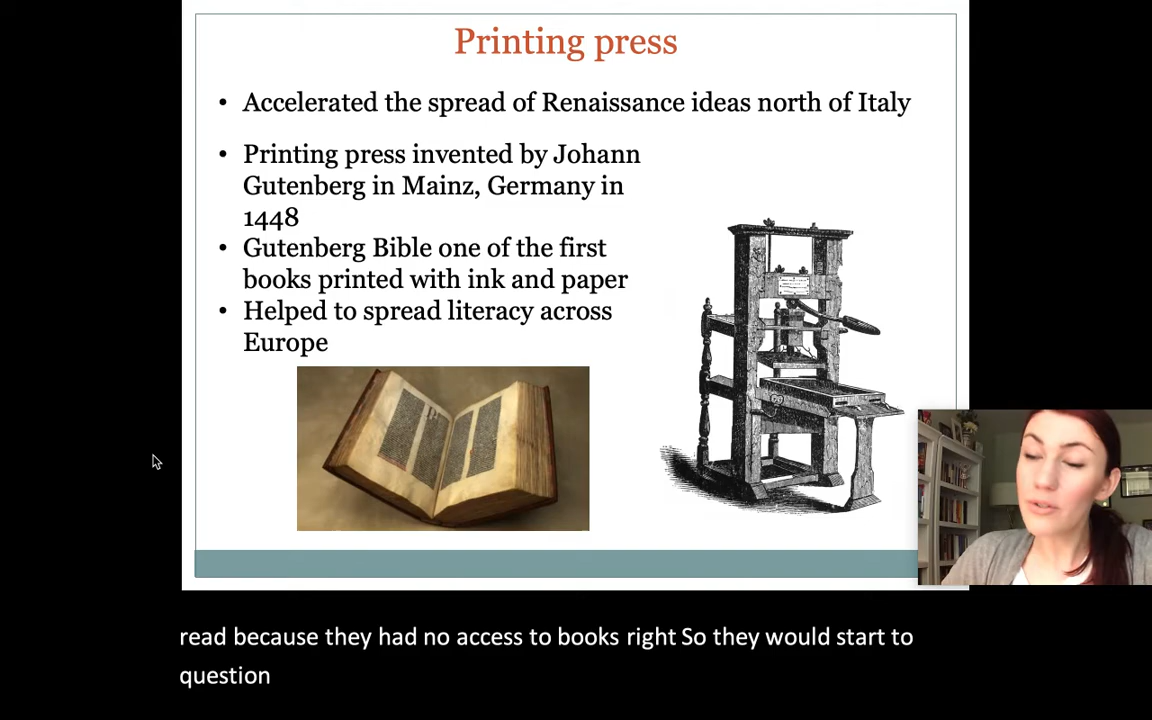 Printing press
• Accelerated the spread of Renaissance ideas north of Italy
• Printing press invented by Johann
Gutenberg in Mainz, Germany in
1448
• Gutenberg Bible one of the first
books printed with ink and paper
• Helped to spread literacy across
Europe
read because they had no access to books right So they would start to
question